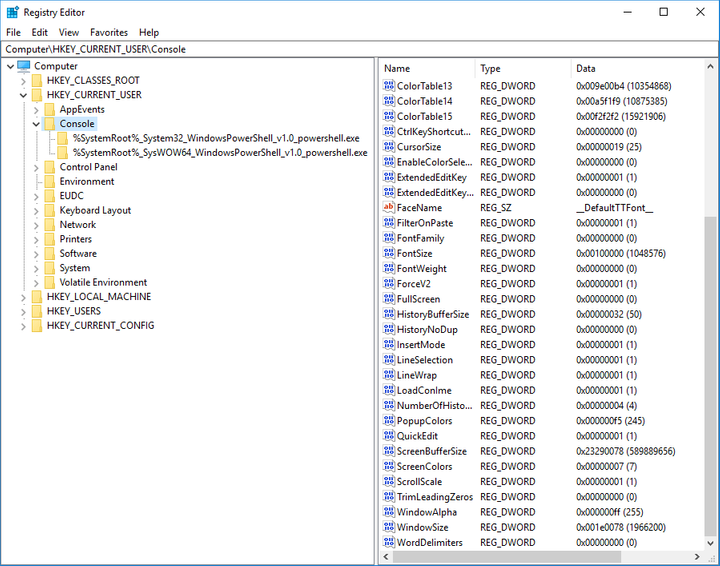 Registry Editor
File Edit View Favorites Help
Computer\HKEY_CURRENT_USER\Console
Computer
HKEY_CLASSES_ROOT
HKEY_CURRENT_USER
AppEvents
Console
%SystemRoot%_System32_WindowsPowerShell_v1.0_powershell.exe
%SystemRoot%_SysWOW64_WindowsPowerShell_v1.0_powershell.exe
Control Panel
Environment
EUDC
Keyboard Layout
Network
Printers
Software
System
Volatile Environment
HKEY_LOCAL_MACHINE
HKEY_USERS
HKEY_CURRENT_CONFIG
Name Type Data
ColorTable13 REG_DWORD 0x009e00b4 (10354868)
ColorTable14 REG_DWORD 0x00a5f1f9 (10875385)
ColorTable15 REG_DWORD 0x00f2f2f2 (15921906)
CtrlKeyShortcut... REG_DWORD 0x00000000 (0)
CursorSize REG_DWORD 0x00000019 (25)
EnableColorSele... REG_DWORD 0x00000000 (0)
ExtendedEditKey REG_DWORD 0x00000001 (1)
ExtendedEditKey... REG_DWORD 0x00000000 (0)
ab FaceName REG_SZ __DefaultTTFont__
FilterOnPaste REG_DWORD 0x00000001 (1)
FontFamily REG_DWORD 0x00000000 (0)
FontSize REG_DWORD 0x00100000 (1048576)
FontWeight REG_DWORD 0x00000000 (0)
ForceV2 REG_DWORD 0x00000001 (1)
FullScreen REG_DWORD 0x00000000 (0)
HistoryBufferSize REG_DWORD 0x00000032 (50)
HistoryNoDup REG_DWORD 0x00000000 (0)
InsertMode REG_DWORD 0x00000001 (1)
LineSelection REG_DWORD 0x00000001 (1)
LineWrap REG_DWORD 0x00000001 (1)
LoadConIme REG_DWORD 0x00000001 (1)
NumberOfHisto... REG_DWORD 0x00000004 (4)
PopupColors REG_DWORD 0x000000f5 (245)
QuickEdit REG_DWORD 0x00000001 (1)
ScreenBufferSize REG_DWORD 0x23290078 (589889656)
ScreenColors REG_DWORD 0x00000007 (7)
ScrollScale REG_DWORD 0x00000001 (1)
TrimLeadingZeros REG_DWORD 0x00000000 (0)
WindowAlpha REG_DWORD 0x000000ff (255)
WindowSize REG_DWORD 0x001e0078 (1966200)
WordDelimiters REG_DWORD 0x00000000 (0)